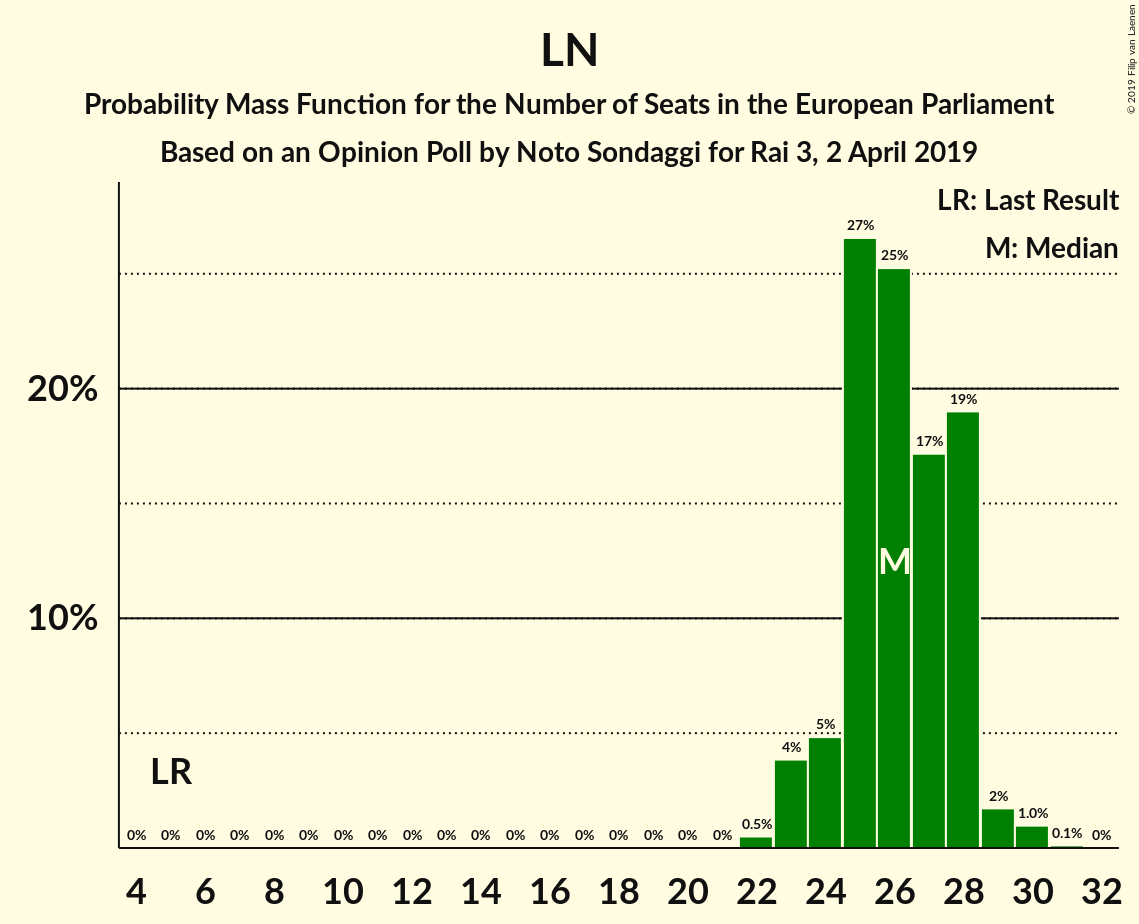 LN
Probability Mass Function for the Number of Seats in the European Parliament
Based on an Opinion Poll by Noto Sondaggi for Rai 3, 2 April 2019
© 2019 Filip van Laenen
LR: Last Result
M: Median
27%
25%
20%
19%
17%
M
10%
5%
4%
LR
2%
1.0%
0% 0% 0% 0% 0% 0% 0% 0% 0% 0% 0% 0% 0% 0% 0% 0% 0% 0% 0.5% 0.1% 0%
4 6 8 10 12 14 16 18 20 22 24 26 28 30 32